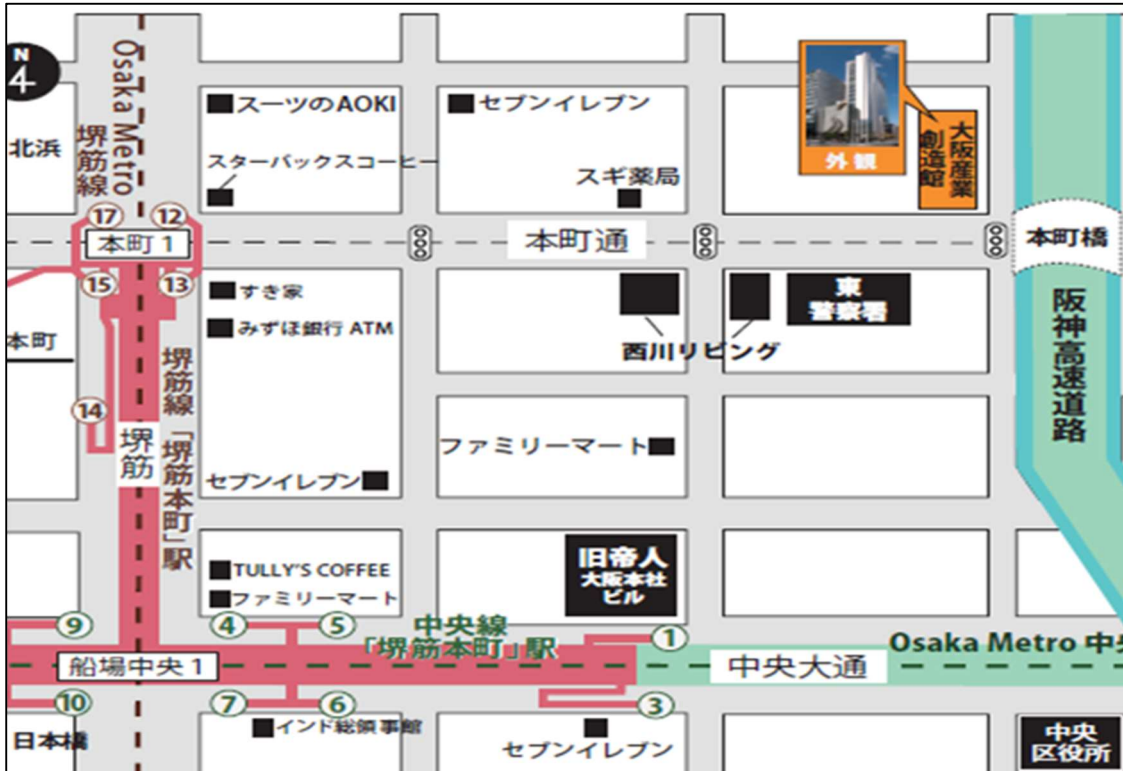 N
4
Osaka Metro
堺筋線
北浜
スーツのAOKI
セブンイレブン
スターバックスコーヒー
スギ薬局
外観
大阪産業
創造館
17
12
本町1
本町通
本町橋
15
13
すき家
みずほ銀行 ATM
本町
西川リビング
東
警察署
阪神高速道路
14
堺筋
堺筋線「堺筋本町」駅
ファミリーマート
セブンイレブン
TULLY'S COFFEE
ファミリーマート
旧帝人
大阪本社
ビル
9
4
5
中央線
「堺筋本町」駅
1
Osaka Metro 中央
船場中央1
中央大通
10
7
6
3
日本橋
インド総領事館
セブンイレブン
中央
区役所